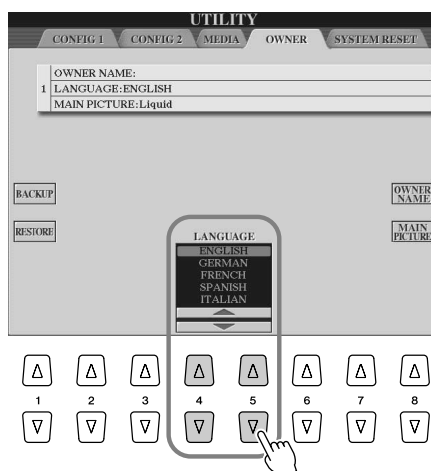 UTILITY
CONFIG 1 CONFIG 2 MEDIA OWNER SYSTEM RESET
OWNER NAME:
1 LANGUAGE:ENGLISH
MAIN PICTURE:Liquid
BACKUP
OWNER
NAME
RESTORE
MAIN
PICTURE
LANGUAGE
ENGLISH
GERMAN
FRENCH
SPANISH
ITALIAN
1 2 3 4 5 6 7 8